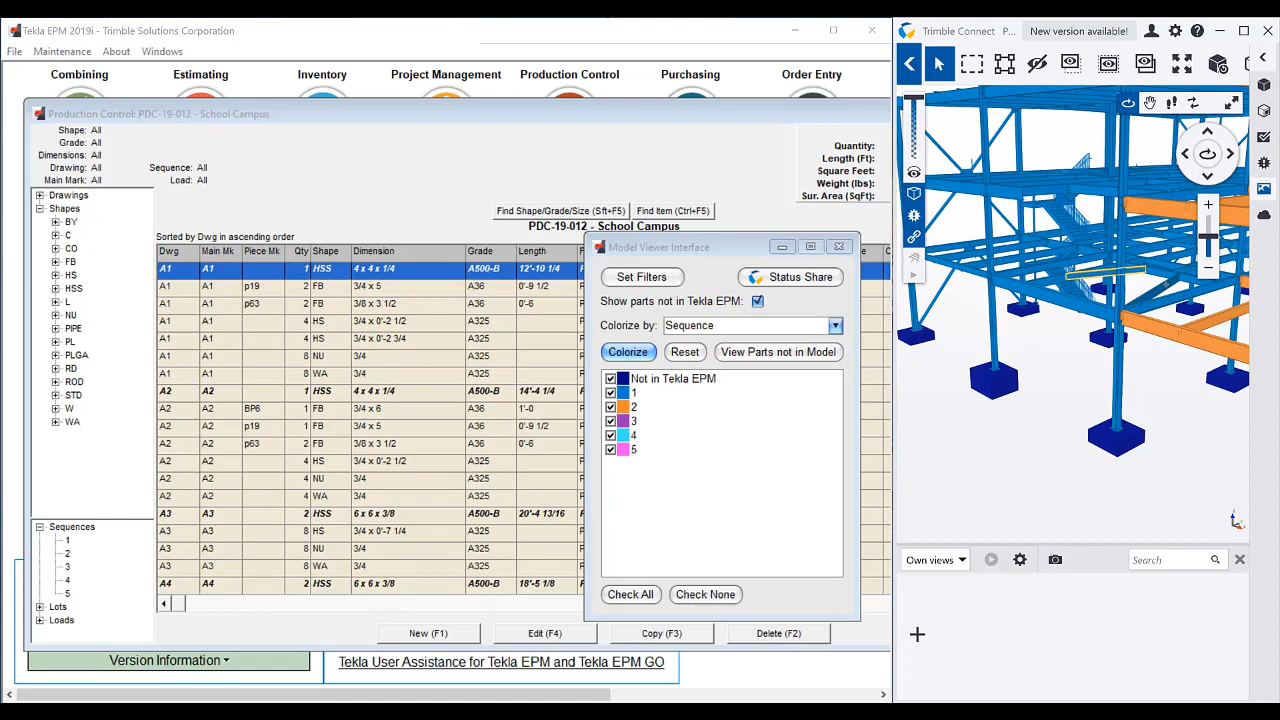 Tekla EPM 2019i - Trimble Solutions Corporation
File Maintenance About Windows
Combining Estimating Inventory Project Management Production Control Purchasing Order Entry
Production Control: PDC-19-012 - School Campus
Shape: All
Grade: All
Dimensions: All
Drawing: All Sequence: All
Main Mark: All Load: All
Quantity:
Length (Ft):
Square Feet:
Weight (lbs):
Sur. Area (SqFt):
Drawings
Shapes
BY
C
CO
FB
HS
HSS
L
NU
PIPE
PL
PLGA
RD
ROD
STD
W
WA
Sequences
1
2
3
4
5
Lots
Loads
Find Shape/Grade/Size (Sft+F5) Find Item (Ctrl+F5)
Sorted by Dwg in ascending order PDC-19-012 - School Campus
Dwg Main Mk Piece Mk Qty Shape Dimension Grade Length
A1 A1 1 HSS 4 x 4 x 1/4 A500-B 12'-10 1/4
A1 A1 p19 2 FB 3/4 x 5 A36 0'-9 1/2
A1 A1 p63 2 FB 3/8 x 3 1/2 A36 0'-6
A1 A1 4 HS 3/4 x 0'-2 1/2 A325
A1 A1 4 HS 3/4 A325
A1 A1 8 NU 3/4 A325
A1 A1 8 WA 3/4 A325
A2 A2 1 HSS 4 x 4 x 1/4 A500-B 14'-4 1/4
A2 A2 BP6 1 FB 3/4 x 6 A36 1'-0
A2 A2 p19 1 FB 3/4 x 5 A36 0'-9 1/2
A2 A2 p63 2 FB 3/8 x 3 1/2 A36 0'-6
A2 A2 4 HS 3/4 x 0'-2 1/2 A325
A2 A2 4 NU 3/4 A325
A2 A2 4 WA 3/4 A325
A3 A3 2 HSS 6 x 6 x 3/8 A500-B 20'-4 13/16
A3 A3 8 HS 3/4 x 0'-7 1/4 A325
A3 A3 8 NU 3/4 A325
A3 A3 8 WA 3/4 A325
A4 A4 2 HSS 6 x 6 x 3/8 A500-B 18'-5 1/8
New (F1) Edit (F4) Copy (F3) Delete (F2)
Version Information Tekla User Assistance for Tekla EPM and Tekla EPM GO
Model Viewer Interface
Set Filters Status Share
Show parts not in Tekla EPM:
Colorize by: Sequence
Colorize Reset View Parts not in Model
Not in Tekla EPM
1
2
3
4
5
Check All Check None
Trimble Connect P... New version available!
Own views Search